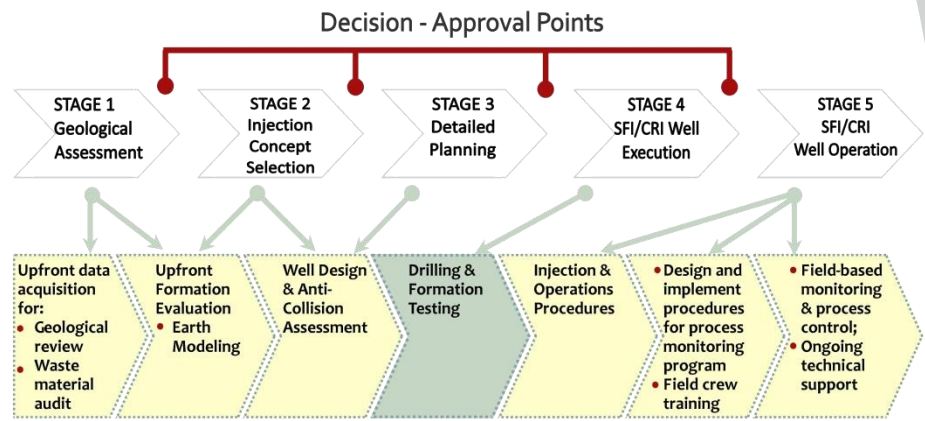 Decision - Approval Points
STAGE 1
Geological
Assessment
STAGE 2
Injection
Concept
Selection
STAGE 3
Detailed
Planning
STAGE 4
SFI/CRI Well
Execution
STAGE 5
SFI/CRI
Well Operation
Upfront data
acquisition
for:
• Geological
review
• Waste
material
audit
Upfront
Formation
Evaluation
• Earth
Modeling
Well Design
& Anti-
Collision
Assessment
Drilling &
Formation
Testing
Injection &
Operations
Procedures
• Design and
implement
procedures
for process
monitoring
program
• Field crew
training
• Field-based
monitoring
& process
control;
• Ongoing
technical
support